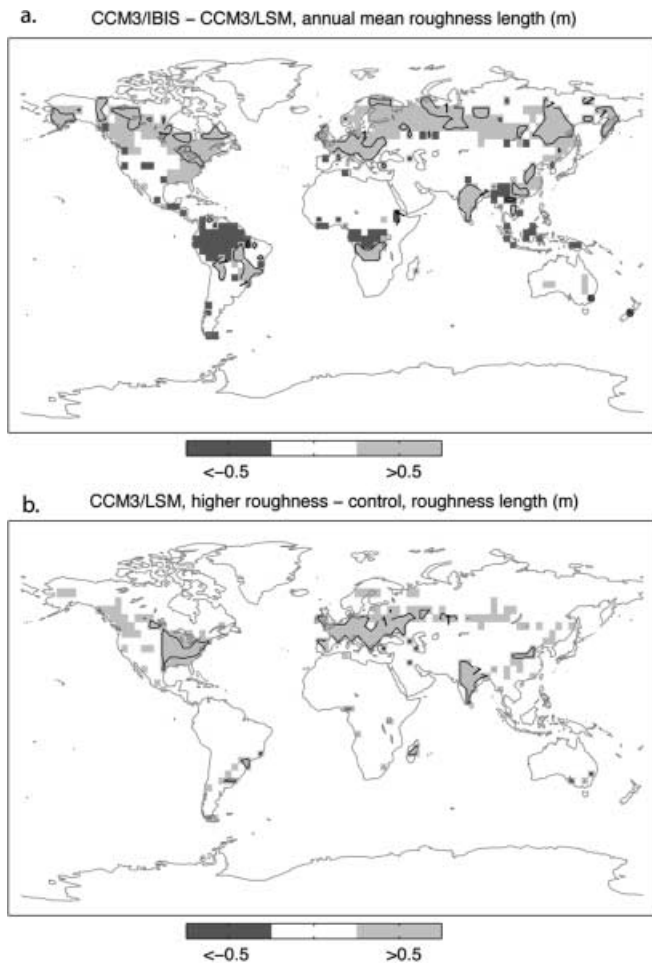 a.
CCM3/IBIS – CCM3/LSM, annual mean roughness length (m)
<-0.5
>0.5
b.
CCM3/LSM, higher roughness – control, roughness length (m)
<-0.5
>0.5